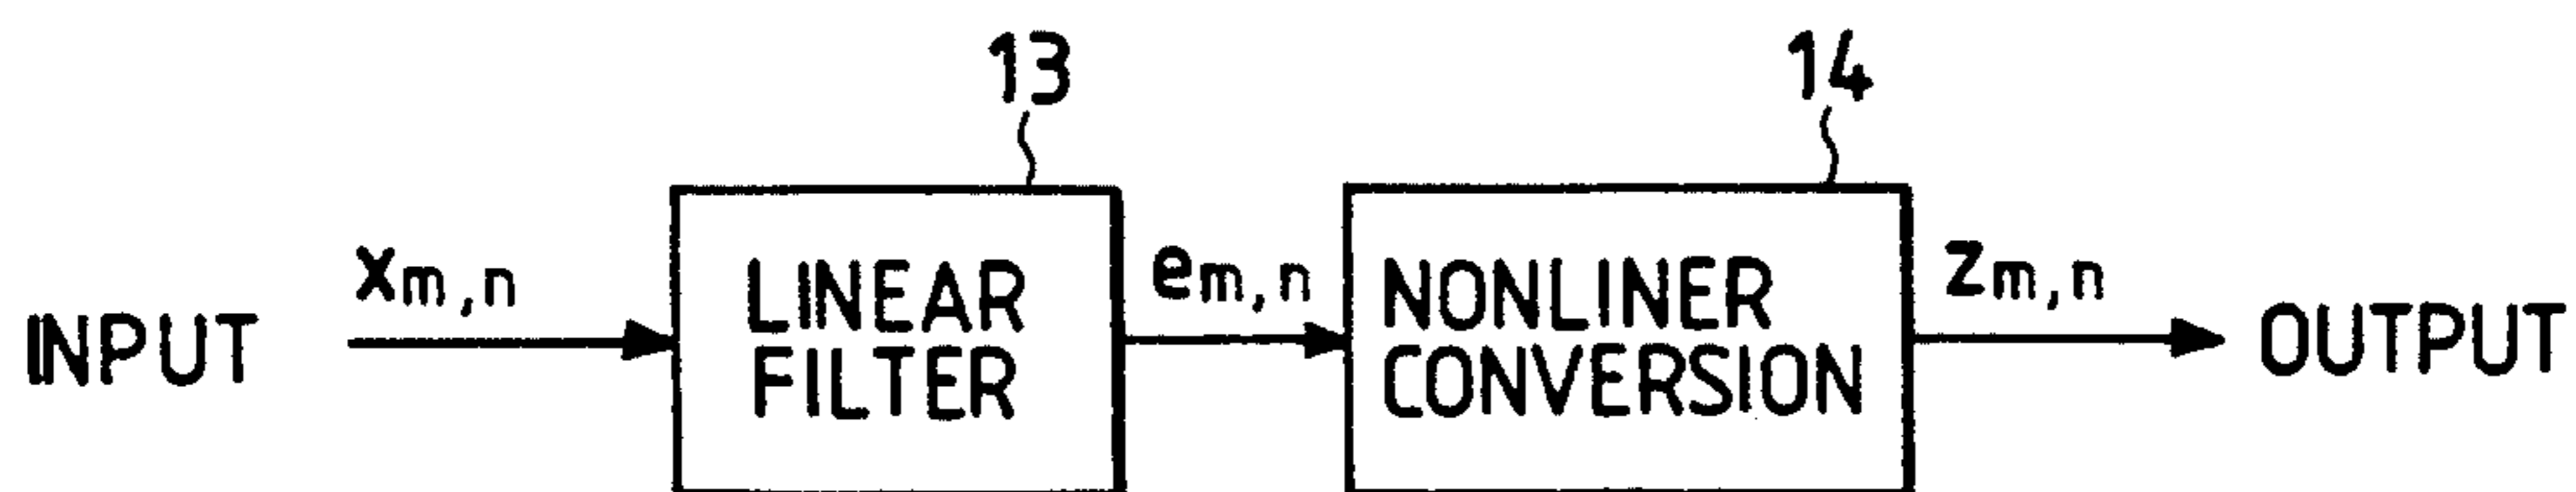 13
14
INPUT
xm,n
LINEAR
FILTER
em,n
NONLINER
CONVERSION
zm,n
OUTPUT